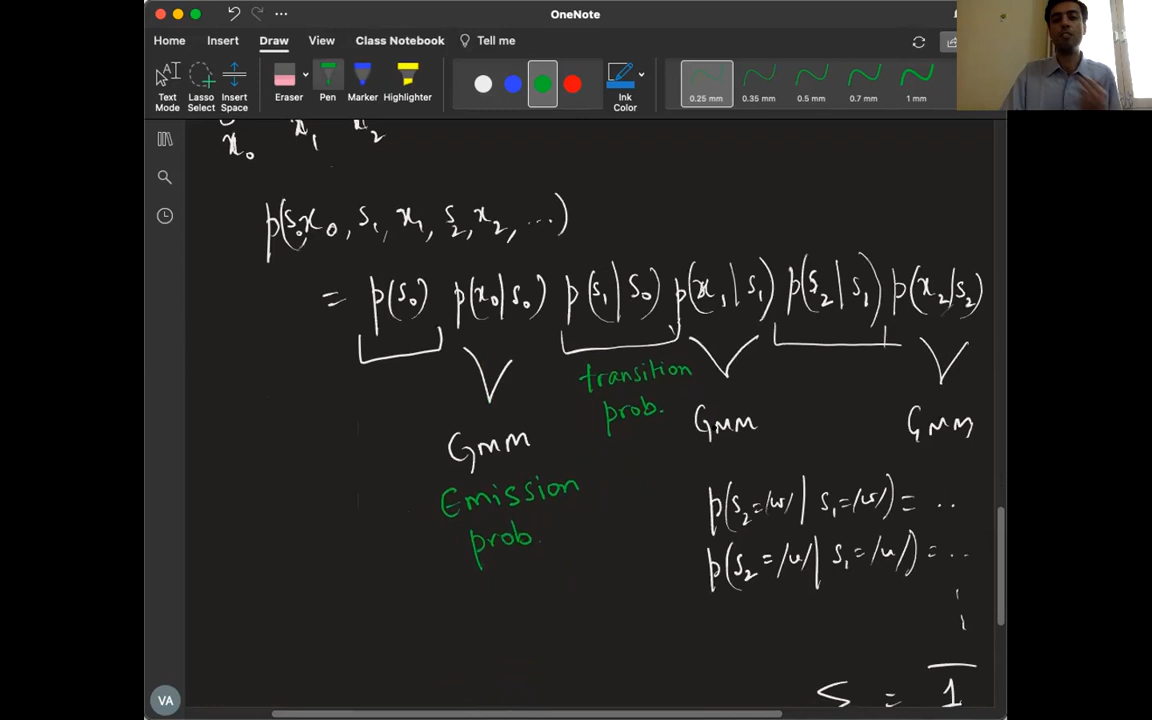 OneNote
Home Insert Draw View Class Notebook Tell me
Text Mode
Lasso Select
Insert Space
Eraser
Pen
Marker
Highlighter
Ink Color
0.25 mm 0.35 mm 0.5 mm 0.7 mm 1 mm
x₀ x₁ x₂
p(s₀, x₀, s₁, x₁, s₂, x₂, ...)
= p(s₀) p(x₀|s₀) p(s₁|s₀) p(x₁|s₁) p(s₂|s₁) p(x₂|s₂)
transition
prob.
GMM GMM GMM
Emission
prob.
p(s₂=/w/ | s₁=/w/) = ..
p(s₂=/u/ | s₁=/u/) = ...
= 1
VA